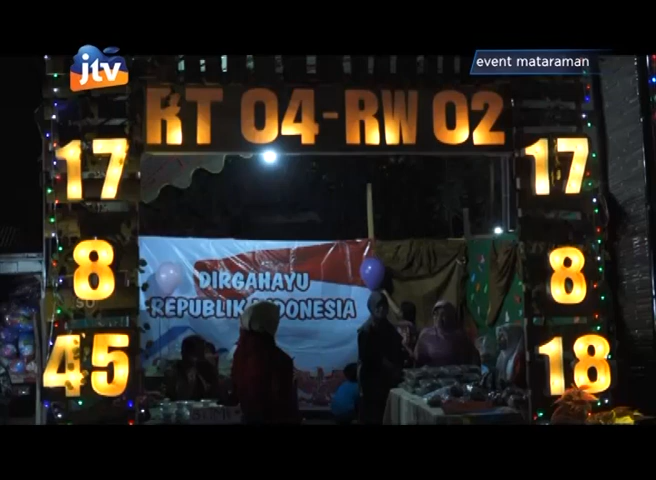 jtv
event mataraman
RT 04-RW 02
17
17
8
8
45
18
DIRGAHAYU
REPUBLIK INDONESIA